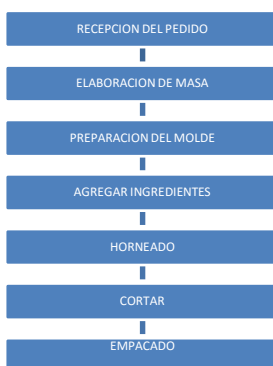 RECEPCION DEL PEDIDO
ELABORACION DE MASA
PREPARACION DEL MOLDE
AGREGAR INGREDIENTES
HORNEADO
CORTAR
EMPACADO